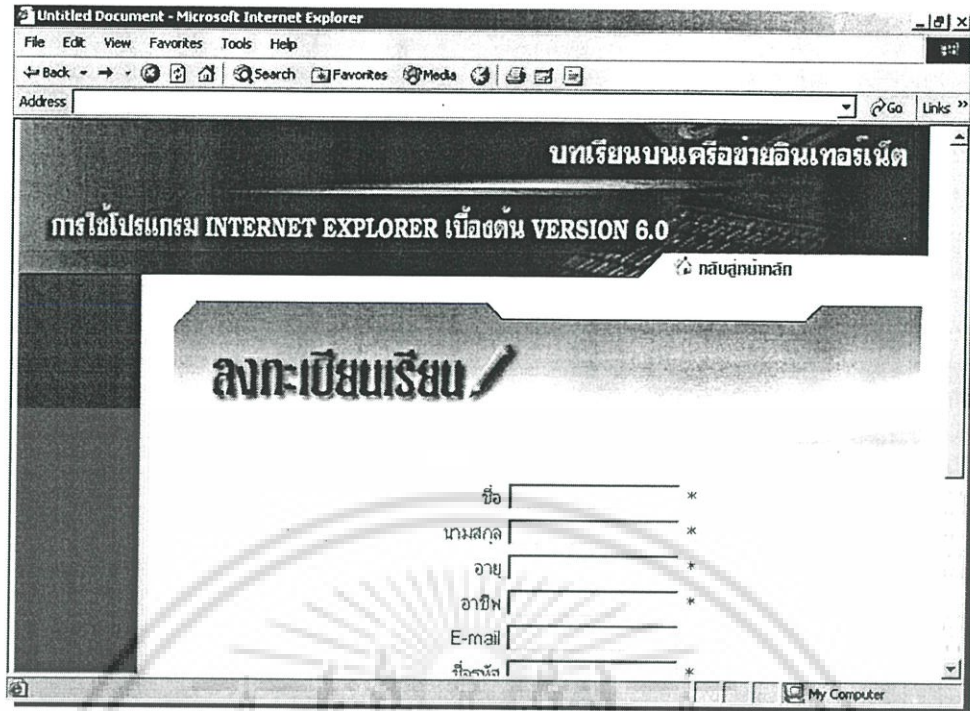 Untitled Document - Microsoft Internet Explorer
File Edit View Favorites Tools Help
Back Search Favorites Media
Address Go Links »
บทเรียนบนเครือข่ายอินเทอร์เน็ต
การใช้โปรแกรม INTERNET EXPLORER เบื้องต้น VERSION 6.0
กลับสู่หน้าหลัก
ลงทะเบียนเรียน
ชื่อ *
นามสกุล *
อายุ *
อาชีพ *
E-mail
ชื่อรหัส *
My Computer